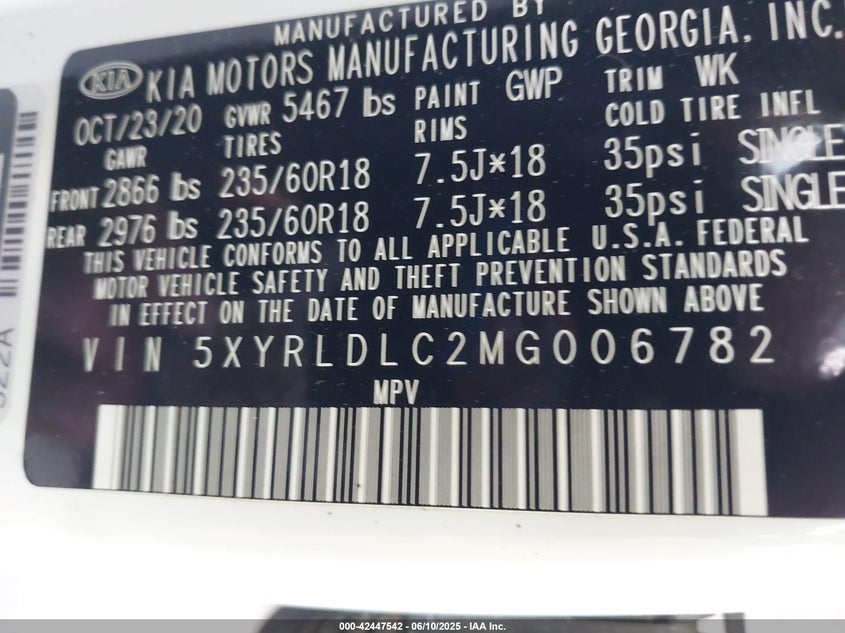 MANUFACTURED BY
KIA KIA MOTORS MANUFACTURING GEORGIA, INC.
OCT/23/20 GVWR 5467 lbs PAINT GWP TRIM WK
GAWR TIRES RIMS COLD TIRE INFL
FRONT 2866 lbs 235/60R18 7.5J*18 35psi SINGLE
REAR 2976 lbs 235/60R18 7.5J*18 35psi SINGLE
THIS VEHICLE CONFORMS TO ALL APPLICABLE U.S.A. FEDERAL
MOTOR VEHICLE SAFETY AND THEFT PREVENTION STANDARDS
IN EFFECT ON THE DATE OF MANUFACTURE SHOWN ABOVE
VIN 5XYRLDLC2MG006782
MPV
000-42447542 - 06/10/2025 - IAA Inc.